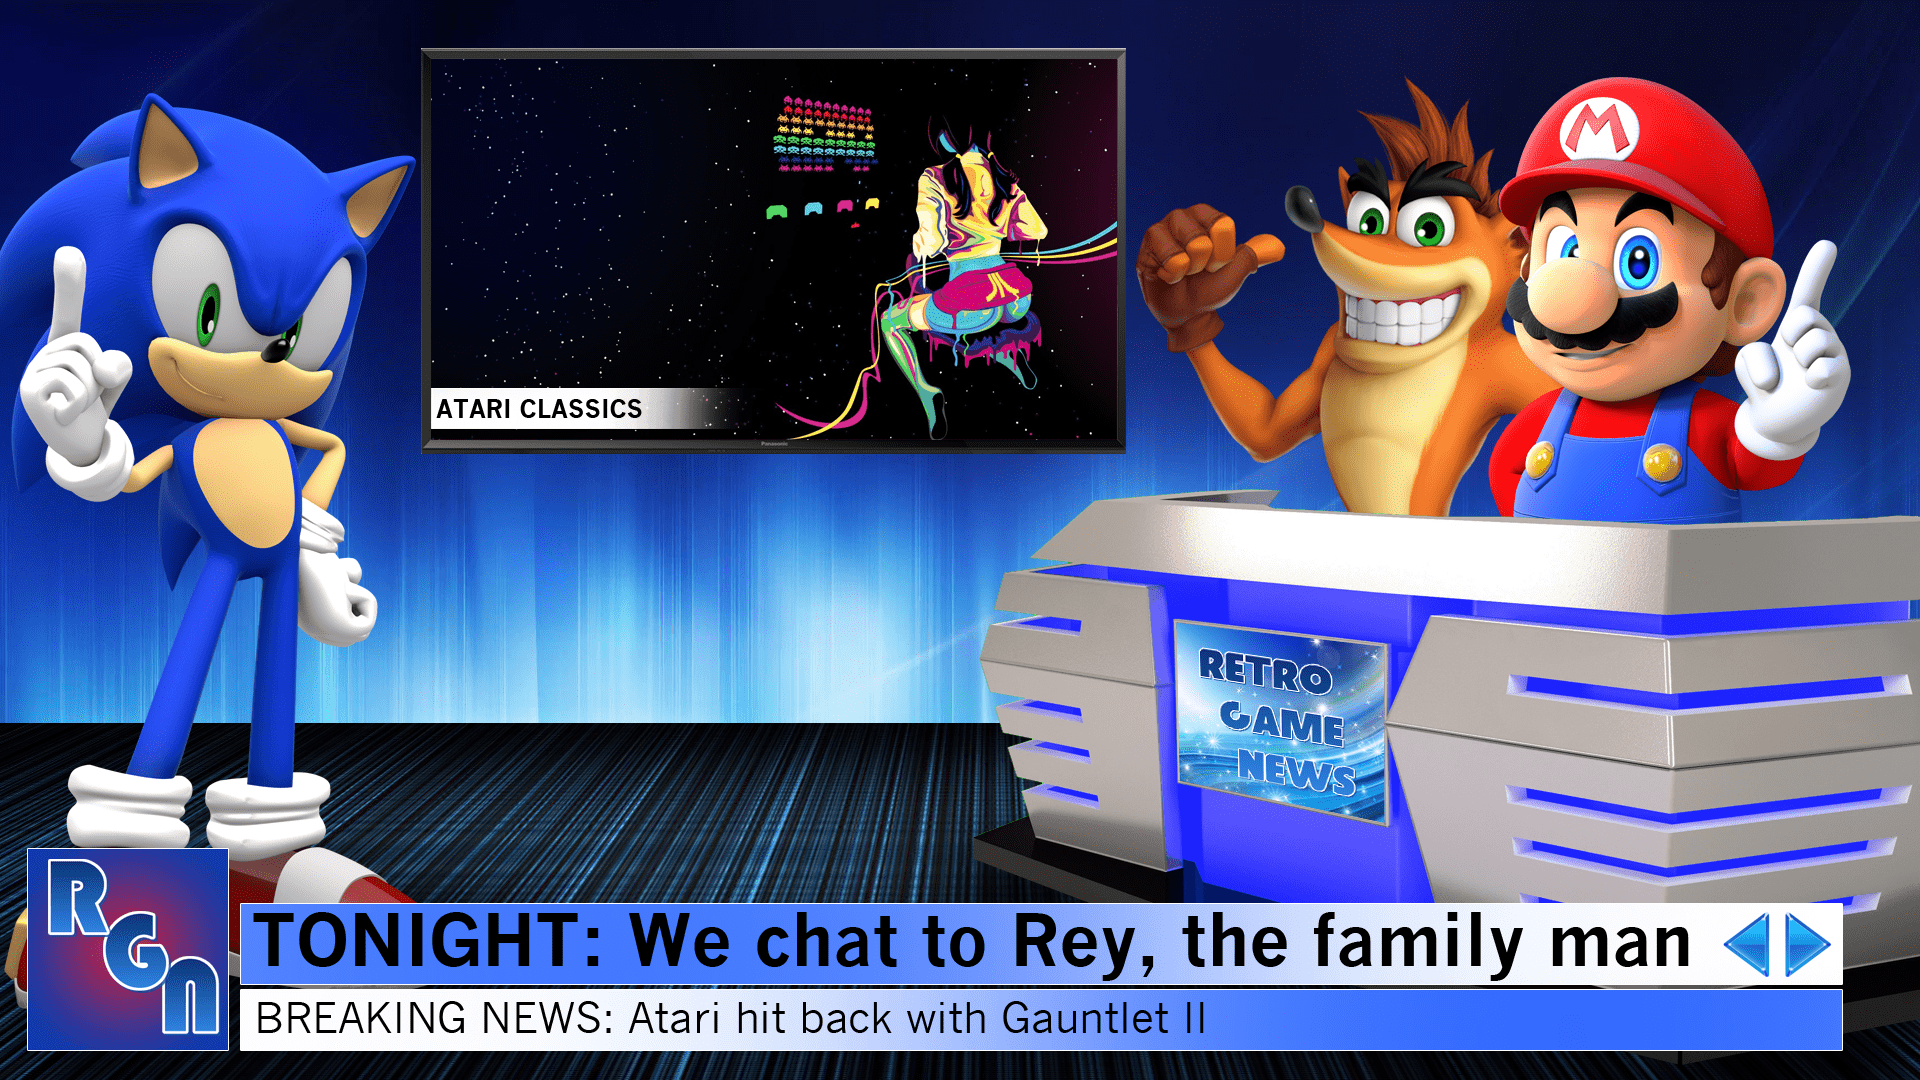 M
Panasonic
ATARI CLASSICS
RETRO
GAME
NEWS
RGn
TONIGHT: We chat to Rey, the family man
BREAKING NEWS: Atari hit back with Gauntlet II